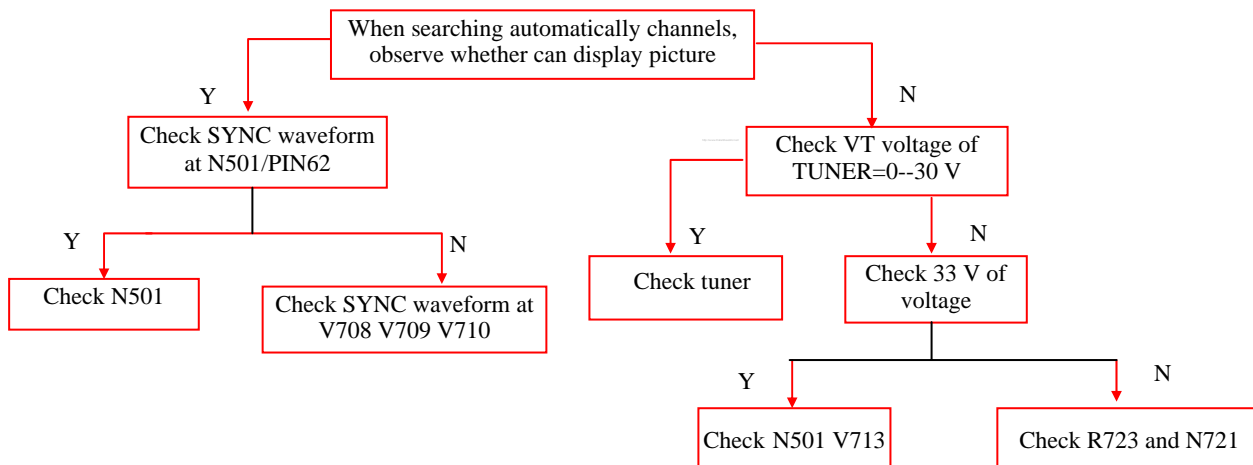 When searching automatically channels,
observe whether can display picture
Y
N
Check SYNC waveform
at N501/PIN62
Check VT voltage of
TUNER=0--30 V
Y
N
Y
N
Check N501
Check SYNC waveform at
V708 V709 V710
Check tuner
Check 33 V of
voltage
Y
N
Check N501 V713
Check R723 and N721